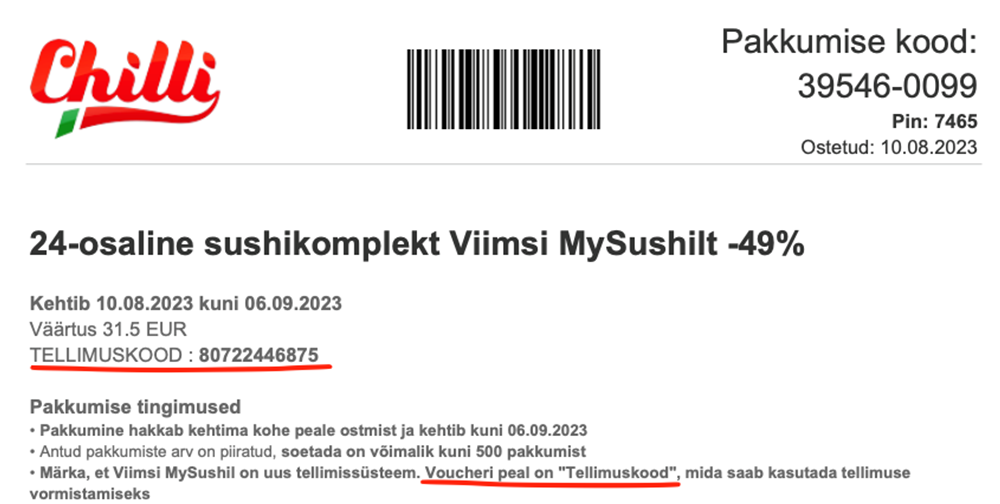 Chilli
Pakkumise kood:
39546-0099
Pin: 7465
Ostetud: 10.08.2023
24-osaline sushikomplekt Viimsi MySushilt -49%
Kehtib 10.08.2023 kuni 06.09.2023
Väärtus 31.5 EUR
TELLIMUSKOOD : 80722446875
Pakkumise tingimused
• Pakkumine hakkab kehtima kohe peale ostmist ja kehtib kuni 06.09.2023
• Antud pakkumiste arv on piiratud, soetada on võimalik kuni 500 pakkumist
• Märka, et Viimsi MySushil on uus tellimissüsteem. Voucheri peal on "Tellimuskood", mida saab kasutada tellimuse
vormistamiseks